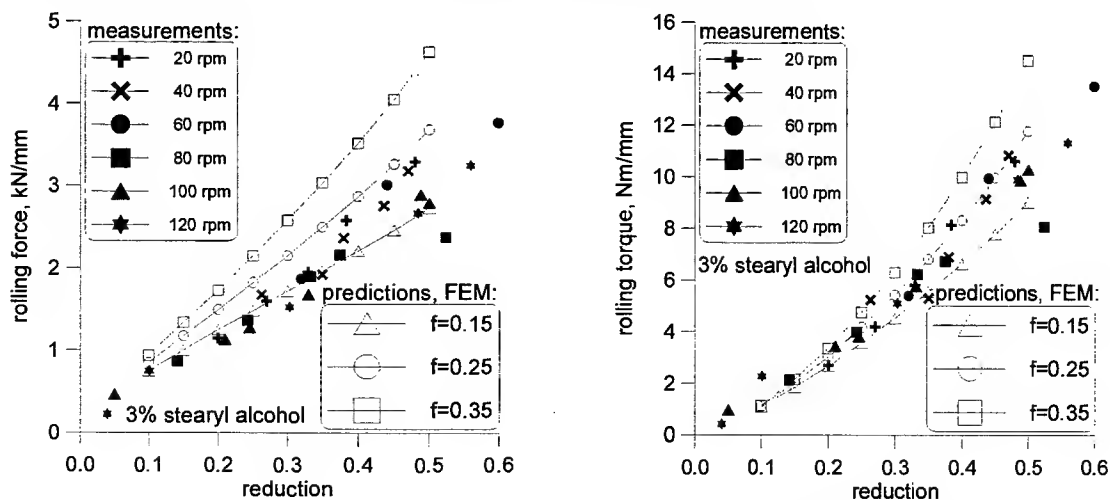 5
4
3
2
1
0
rolling force, kN/mm
measurements:
20 rpm
40 rpm
60 rpm
80 rpm
100 rpm
120 rpm
predictions, FEM:
f=0.15
f=0.25
f=0.35
3% stearyl alcohol
0.0 0.1 0.2 0.3 0.4 0.5 0.6
reduction
16
14
12
10
8
6
4
2
0
rolling torque, Nm/mm
measurements:
20 rpm
40 rpm
60 rpm
80 rpm
100 rpm
120 rpm
3% stearyl alcohol
predictions, FEM:
f=0.15
f=0.25
f=0.35
0.0 0.1 0.2 0.3 0.4 0.5 0.6
reduction